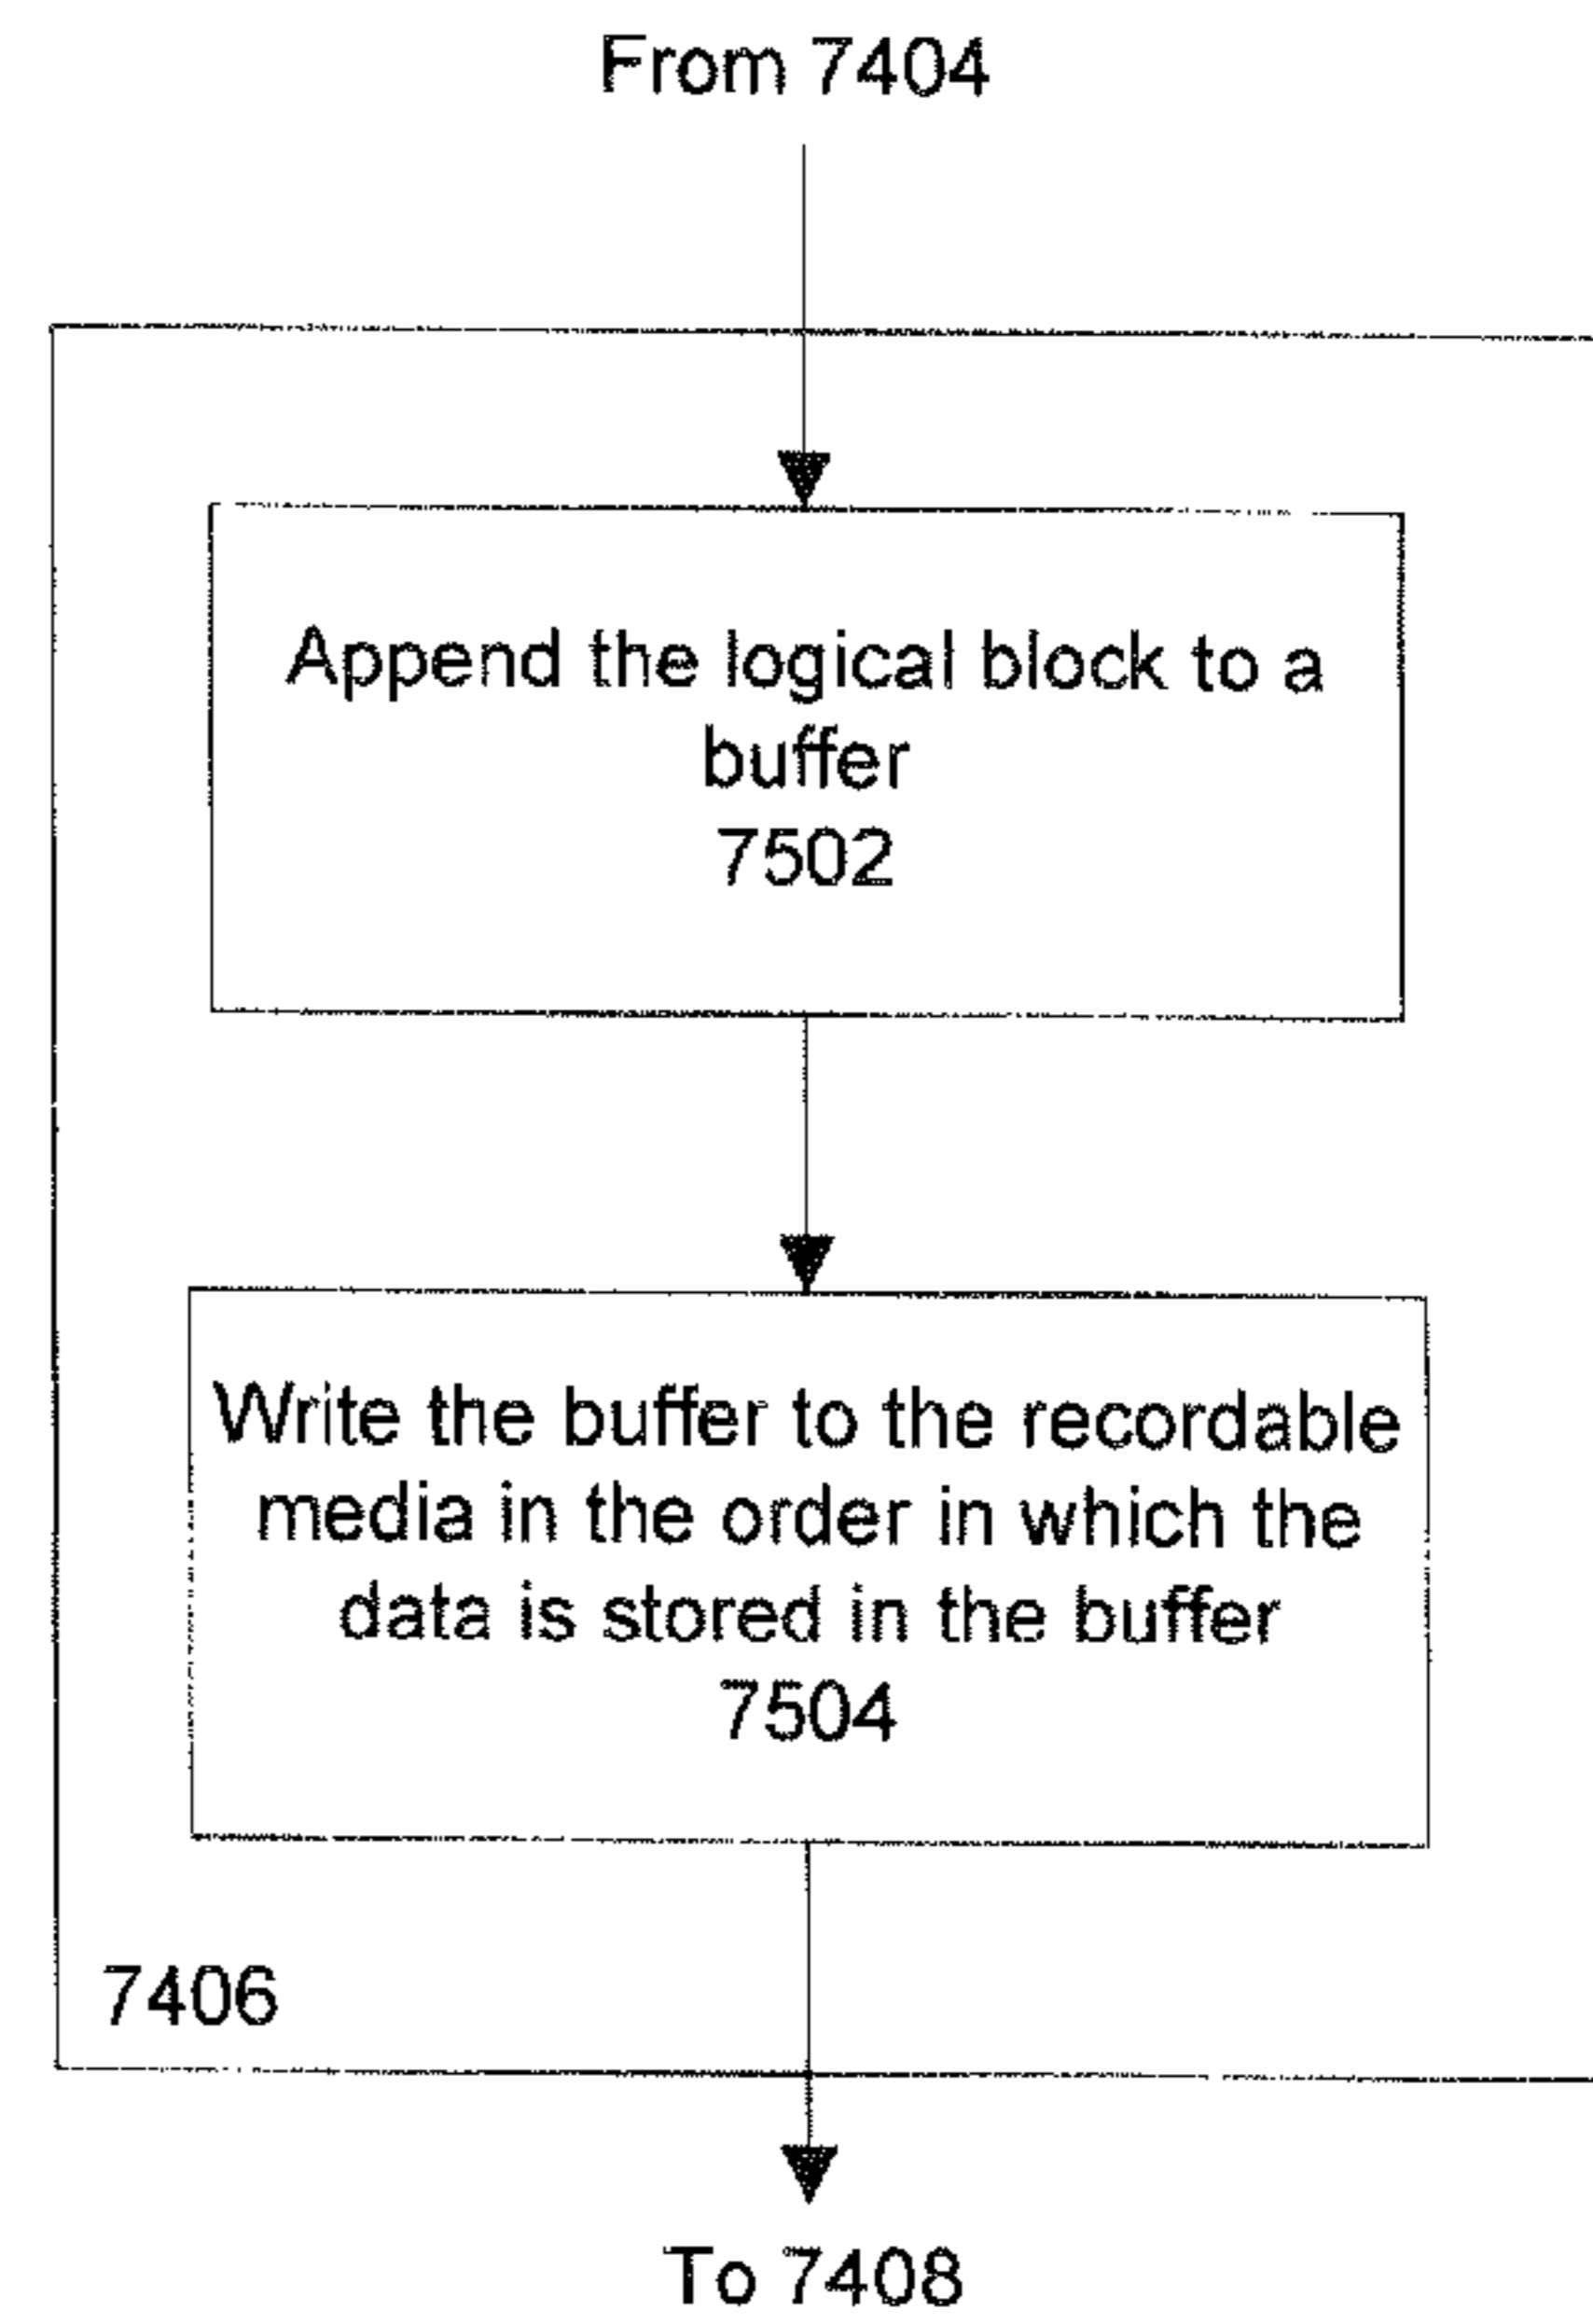 From 7404
Append the logical block to a
buffer
7502
Write the buffer to the recordable
media in the order in which the
data is stored in the buffer
7504
7406
To 7408